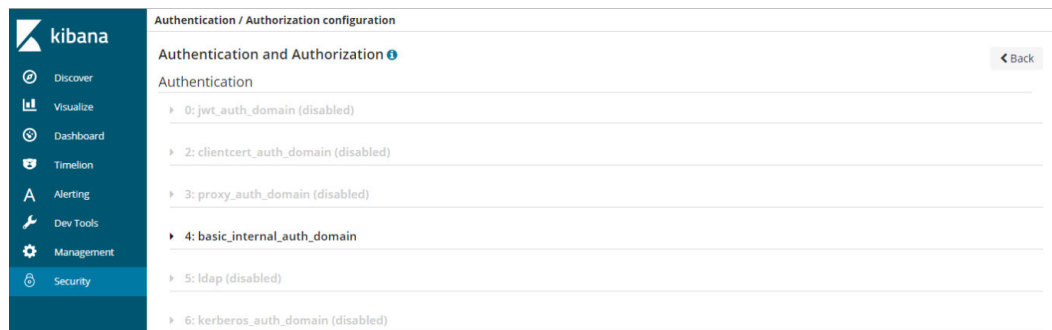 kibana
Discover
Visualize
Dashboard
Timelion
Alerting
Dev Tools
Management
Security
Authentication / Authorization configuration
Authentication and Authorization
Back
Authentication
0: jwt_auth_domain (disabled)
2: clientcert_auth_domain (disabled)
3: proxy_auth_domain (disabled)
4: basic_internal_auth_domain
5: ldap (disabled)
6: kerberos_auth_domain (disabled)